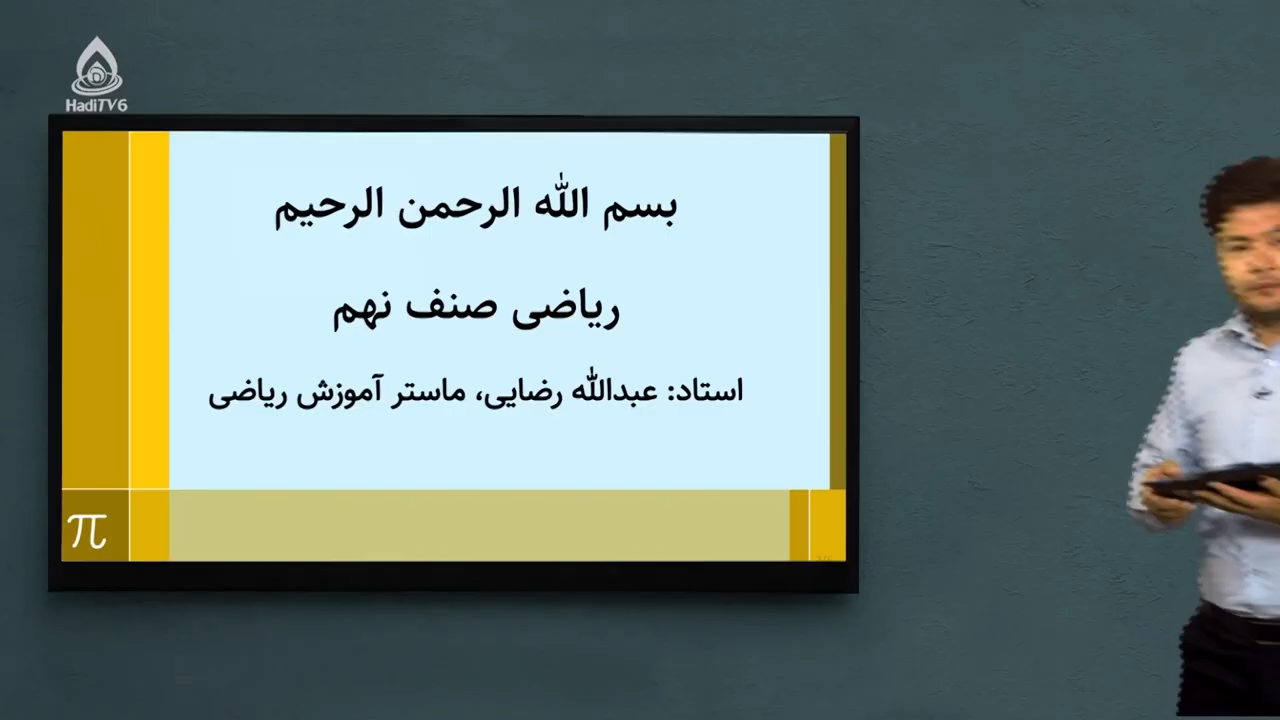 HadiTV6
بسم الله الرحمن الرحیم
ریاضی صنف نهم
استاد: عبدالله رضایی، ماستر آموزش ریاضی
π